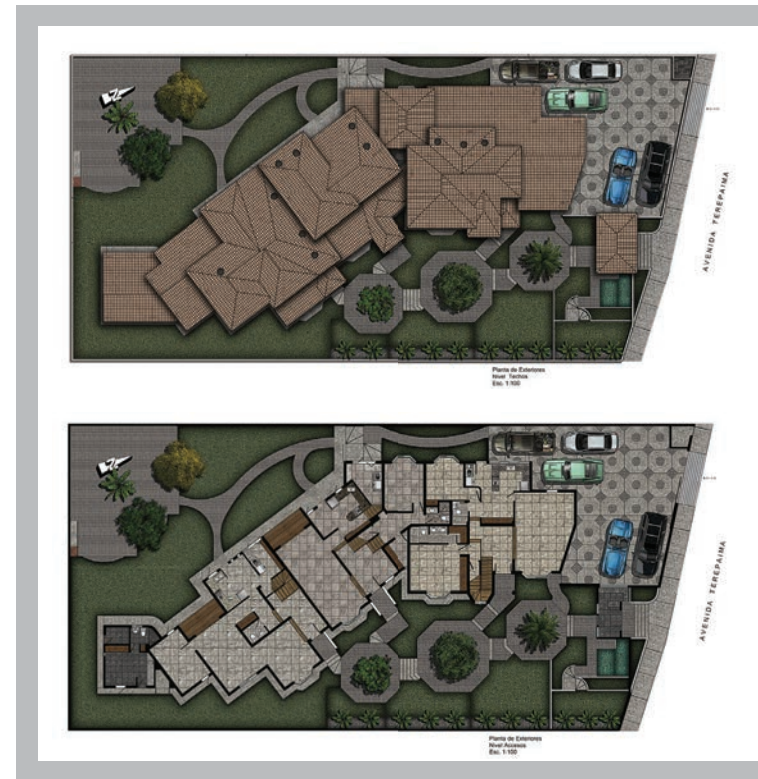 AVENIDA TEREPAIMA
Planta de Exteriores
Nivel Techos
Esc. 1:100
AVENIDA TEREPAIMA
Planta de Exteriores
Nivel Accesos
Esc. 1:100